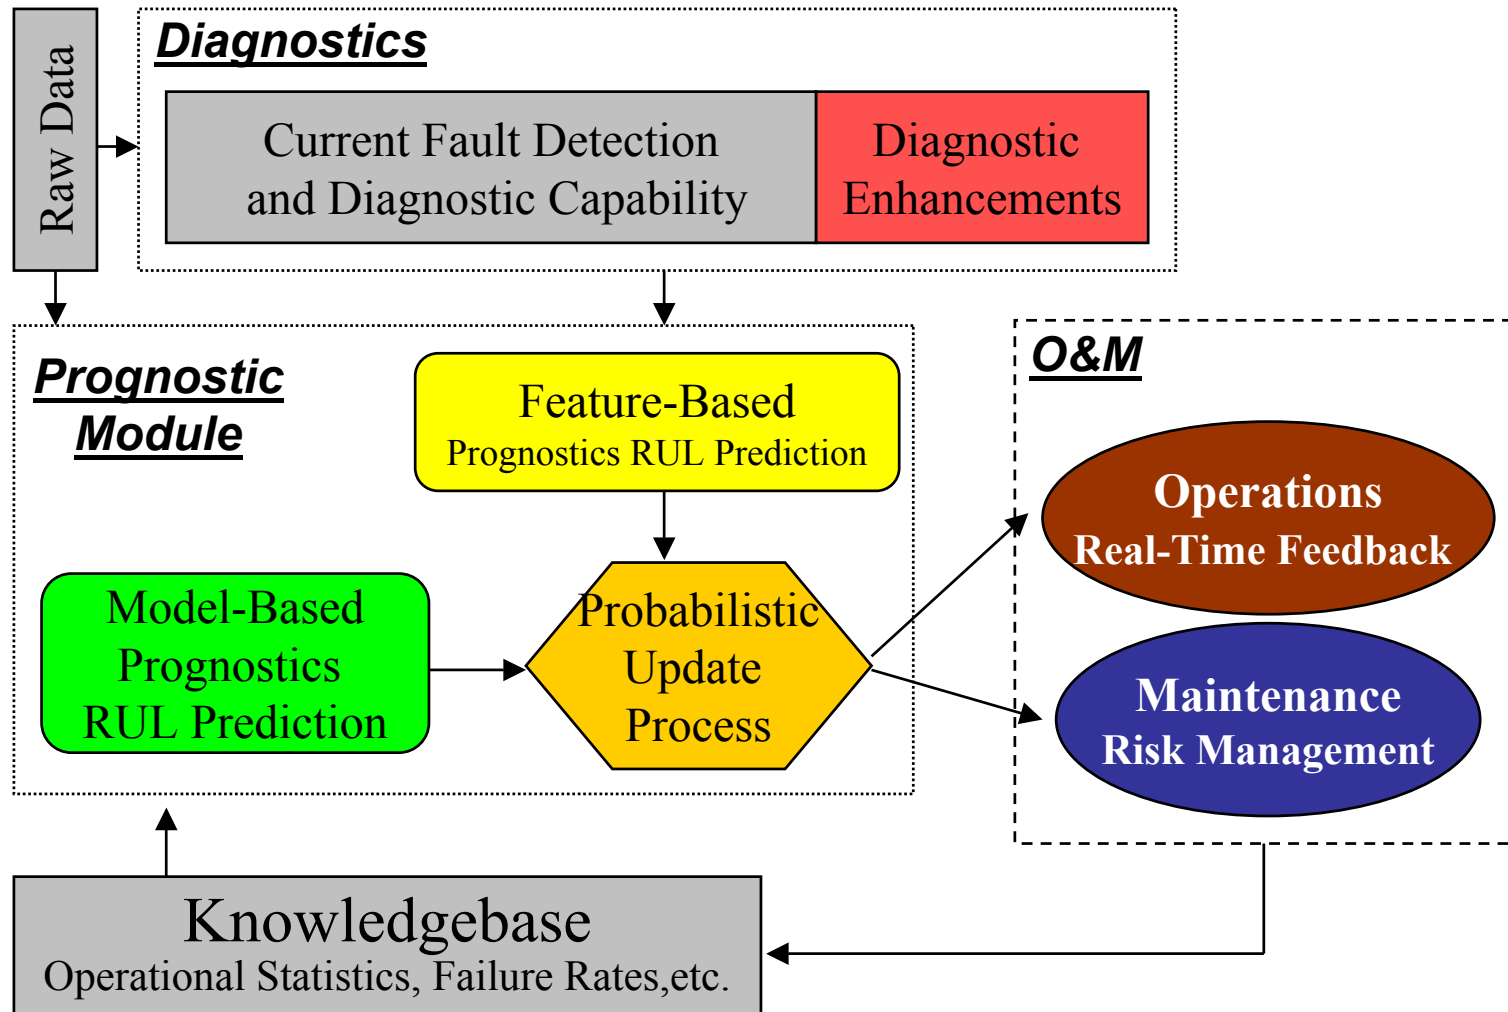 Raw Data
Diagnostics
Current Fault Detection
and Diagnostic Capability
Diagnostic
Enhancements
Prognostic
Module
Feature-Based
Prognostics RUL Prediction
Model-Based
Prognostics
RUL Prediction
Probabilistic
Update
Process
O&M
Operations
Real-Time Feedback
Maintenance
Risk Management
Knowledgebase
Operational Statistics, Failure Rates,etc.